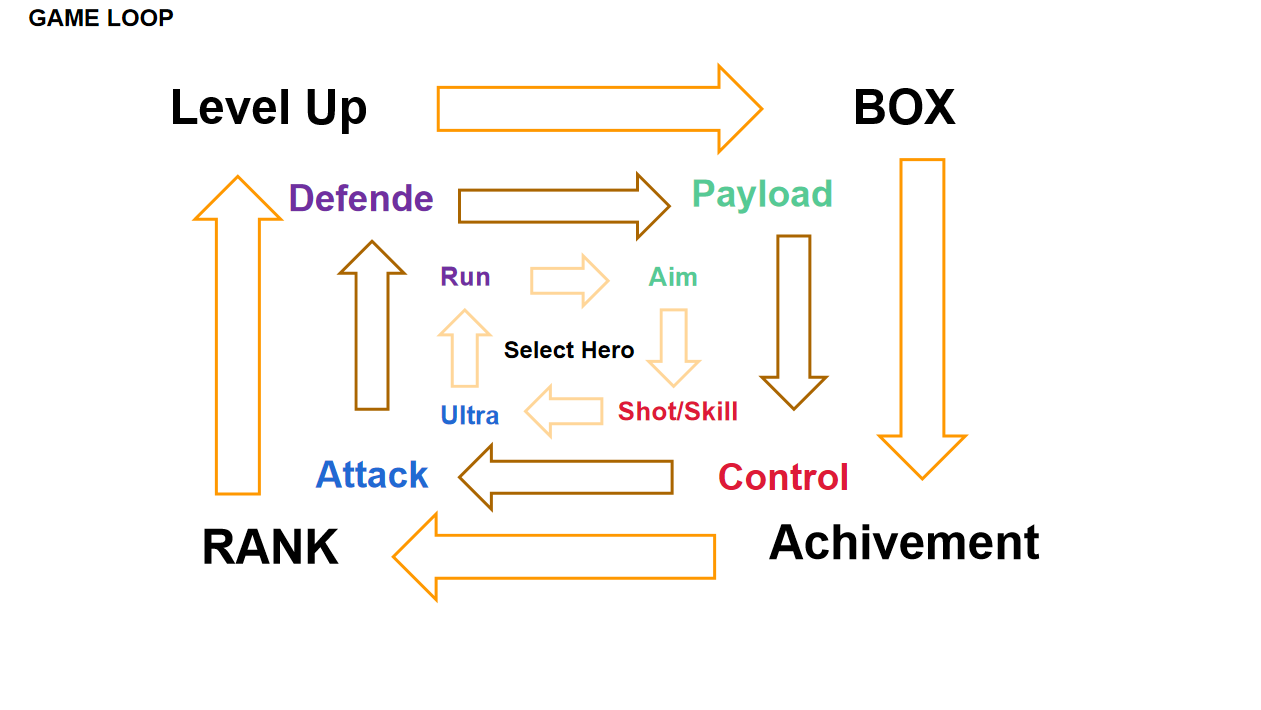 GAME LOOP
Level Up
BOX
Defende
Payload
Run
Aim
Select Hero
Ultra
Shot/Skill
Attack
Control
RANK
Achivement